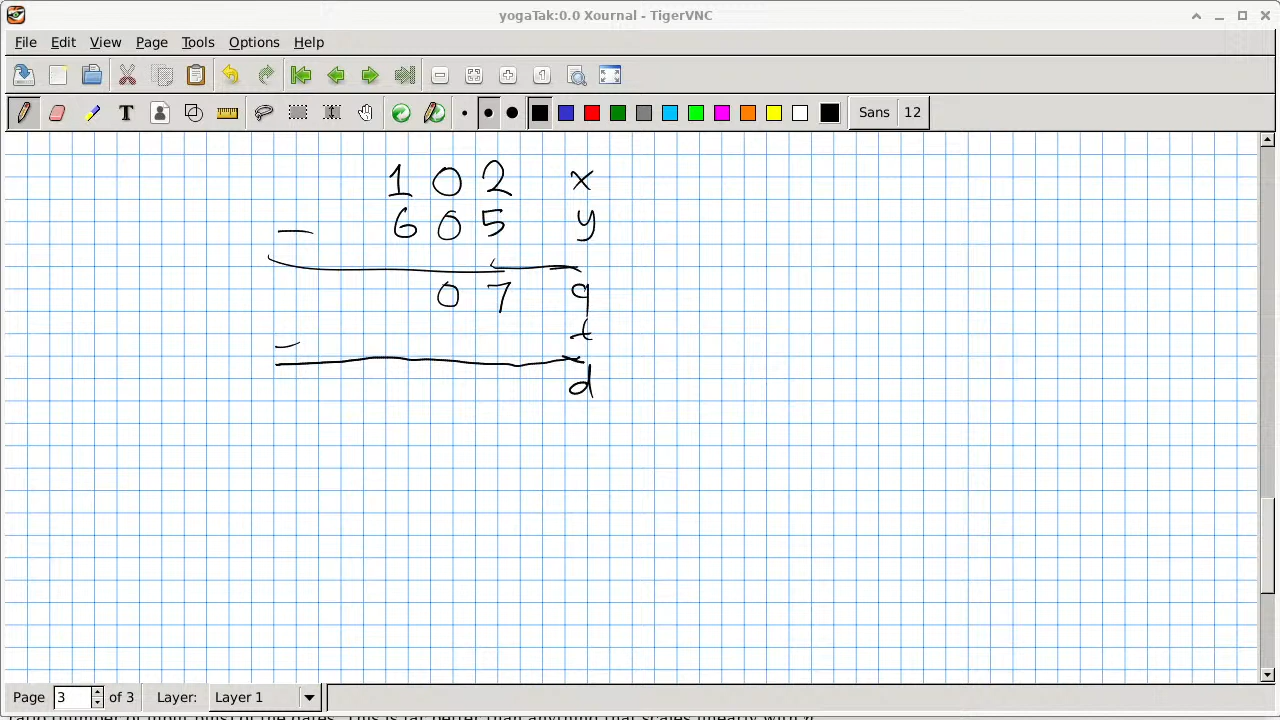 yogaTak:0.0 Xournal - TigerVNC
File Edit View Page Tools Options Help
Sans 12
1 0 2 x
− 6 0 5 y
0 7 q
− t
d
Page 3 of 3 Layer: Layer 1